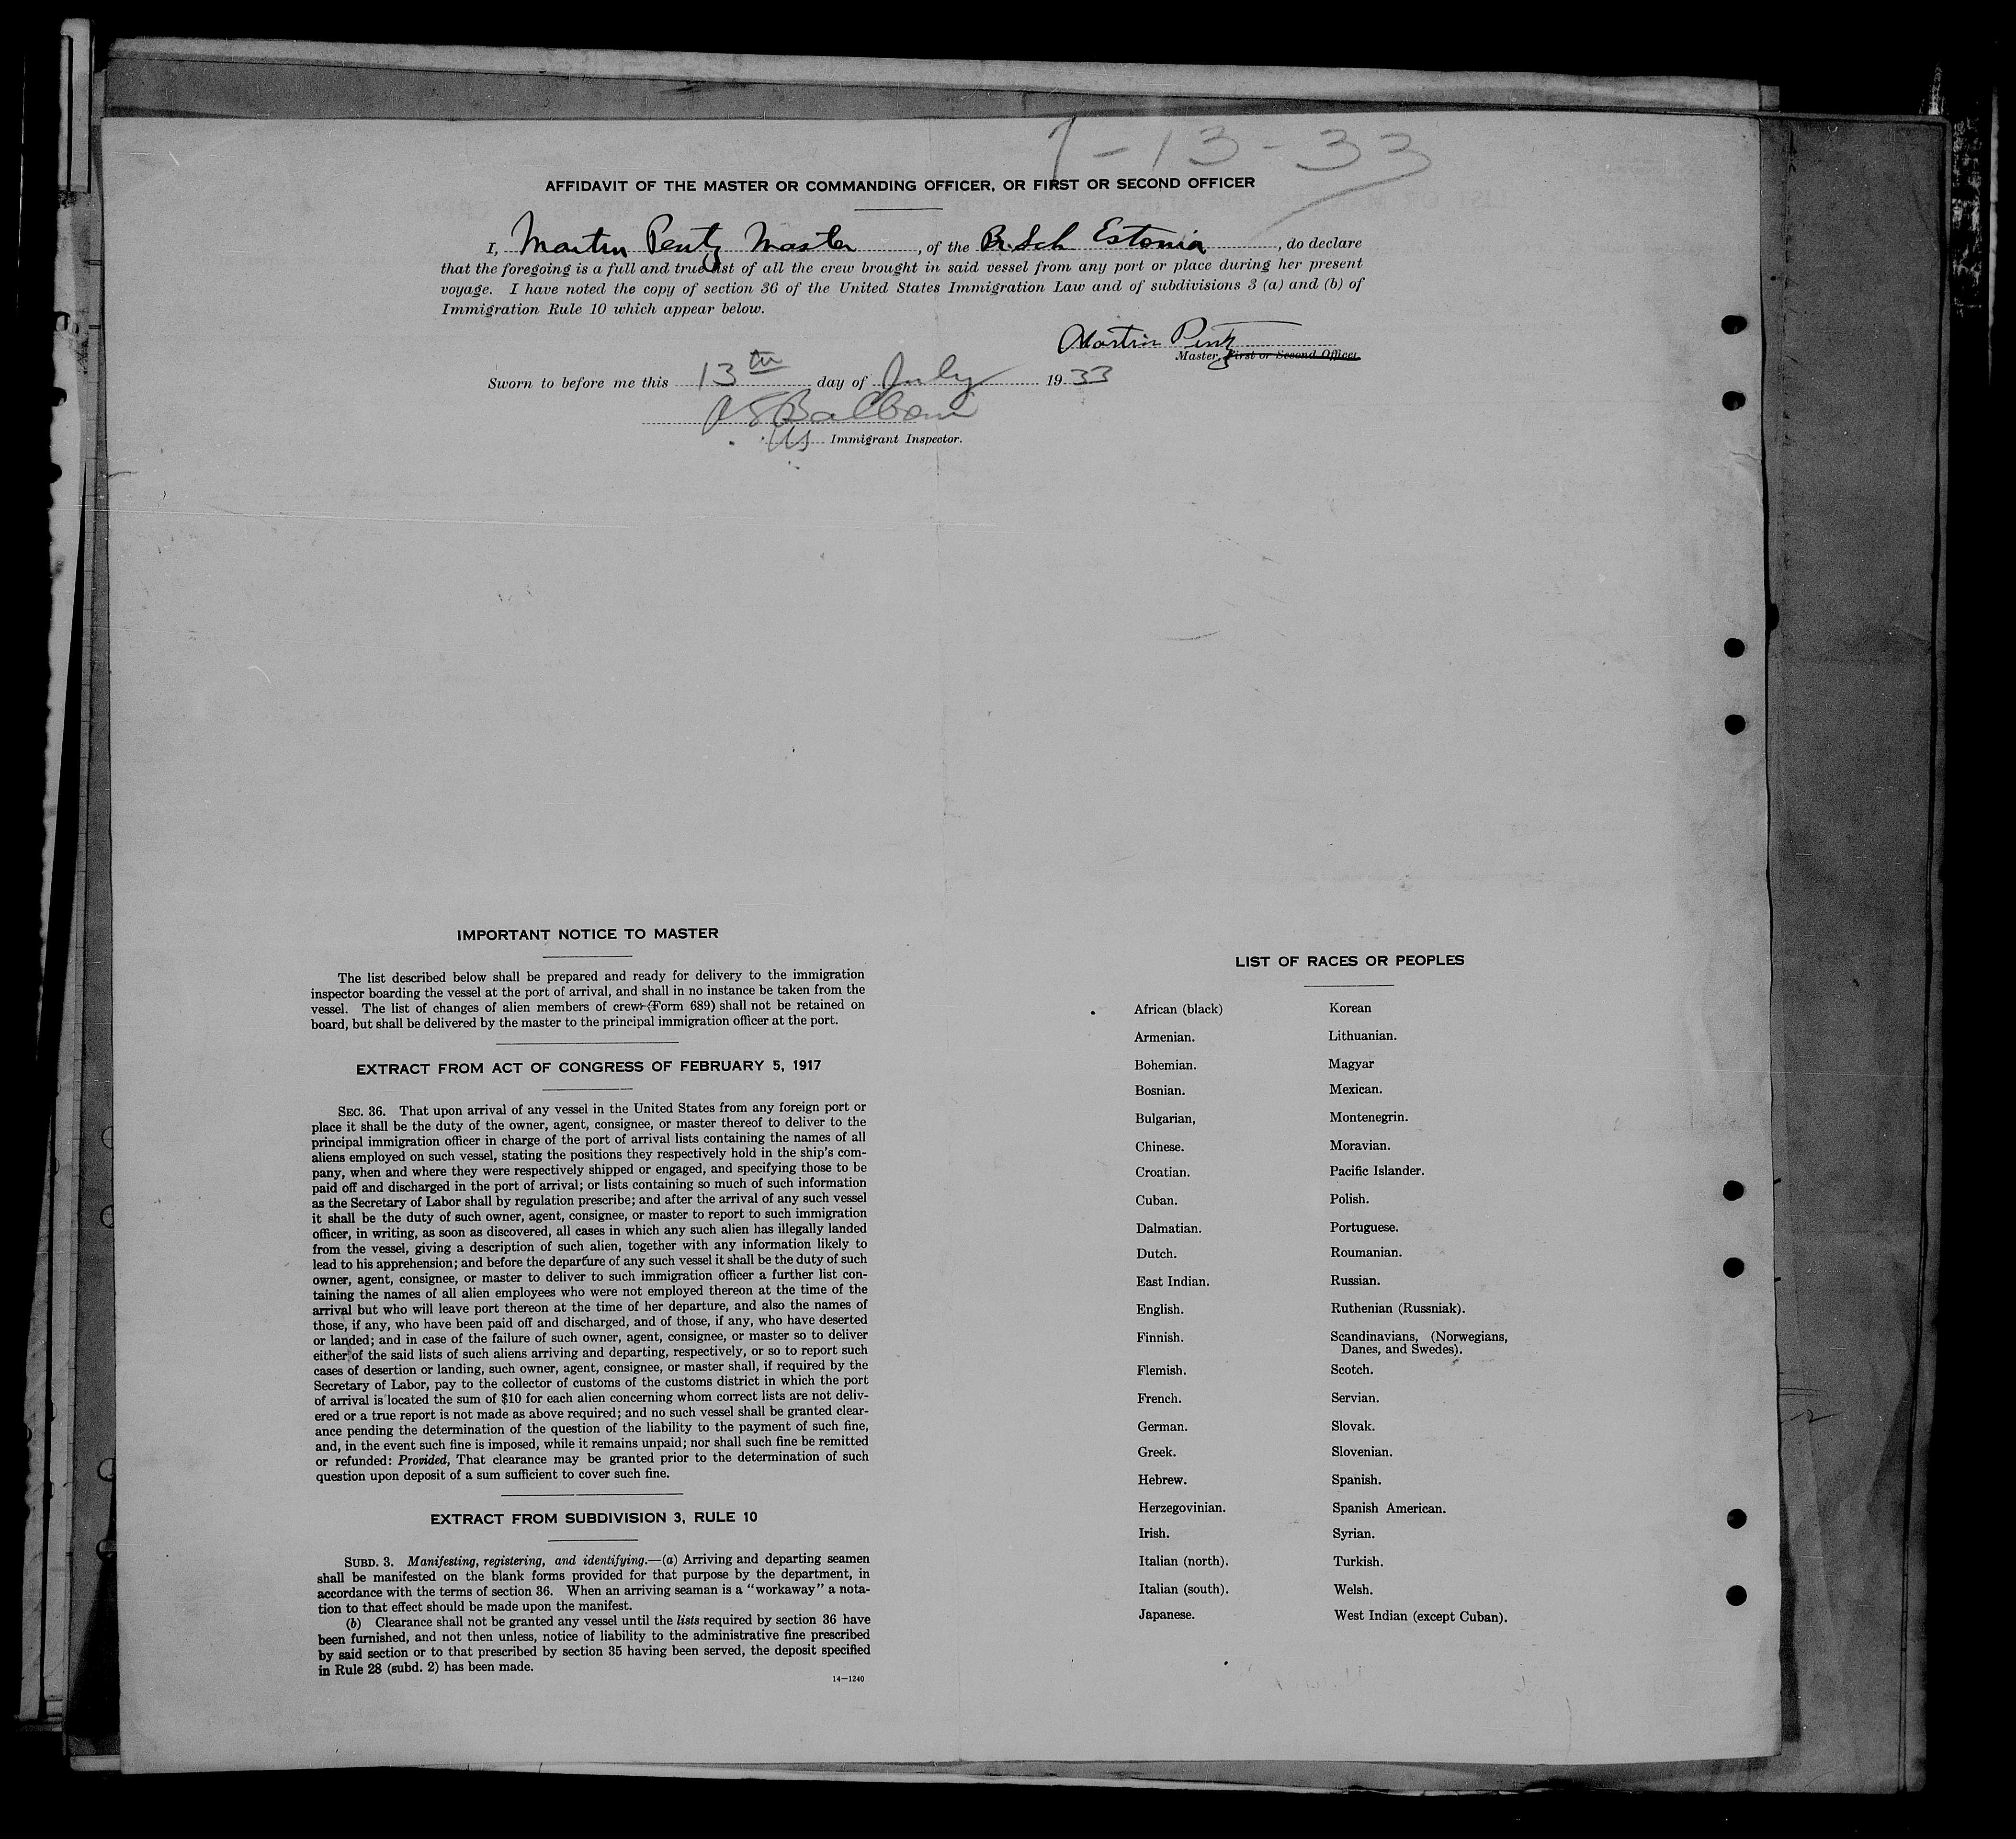 7-13-33
AFFIDAVIT OF THE MASTER OR COMMANDING OFFICER, OR FIRST OR SECOND OFFICER
I, Martin Pentz Master, of the Br. Sch Estonia, do declare
that the foregoing is a full and true list of all the crew brought in said vessel from any port or place during her present
voyage. I have noted the copy of section 36 of the United States Immigration Law and of subdivisions 3 (a) and (b) of
Immigration Rule 10 which appear below.
Martin Pentz
Master, First or Second Officer.
Sworn to before me this 13th day of July 1933
US Immigrant Inspector.
IMPORTANT NOTICE TO MASTER
The list described below shall be prepared and ready for delivery to the immigration
inspector boarding the vessel at the port of arrival, and shall in no instance be taken from the
vessel. The list of changes of alien members of crew (Form 689) shall not be retained on
board, but shall be delivered by the master to the principal immigration officer at the port.
EXTRACT FROM ACT OF CONGRESS OF FEBRUARY 5, 1917
SEC. 36. That upon arrival of any vessel in the United States from any foreign port or
place it shall be the duty of the owner, agent, consignee, or master thereof to deliver to the
principal immigration officer in charge of the port of arrival lists containing the names of all
aliens employed on such vessel, stating the positions they respectively hold in the ship's com-
pany, when and where they were respectively shipped or engaged, and specifying those to be
paid off and discharged in the port of arrival; or lists containing so much of such information
as the Secretary of Labor shall by regulation prescribe; and after the arrival of any such vessel
it shall be the duty of such owner, agent, consignee, or master to report to such immigration
officer, in writing, as soon as discovered, all cases in which any such alien has illegally landed
from the vessel, giving a description of such alien, together with any information likely to
lead to his apprehension; and before the departure of any such vessel it shall be the duty of such
owner, agent, consignee, or master to deliver to such immigration officer a further list con-
taining the names of all alien employees who were not employed thereon at the time of the
arrival but who will leave port thereon at the time of her departure, and also the names of
those, if any, who have been paid off and discharged, and of those, if any, who have deserted
or landed; and in case of the failure of such owner, agent, consignee, or master so to deliver
either of the said lists of such aliens arriving and departing, respectively, or so to report such
cases of desertion or landing, such owner, agent, consignee, or master shall, if required by the
Secretary of Labor, pay to the collector of customs of the customs district in which the port
of arrival is located the sum of $10 for each alien concerning whom correct lists are not deliv-
ered or a true report is not made as above required; and no such vessel shall be granted clear-
ance pending the determination of the question of the liability to the payment of such fine,
and, in the event such fine is imposed, while it remains unpaid; nor shall such fine be remitted
or refunded: Provided, That clearance may be granted prior to the determination of such
question upon deposit of a sum sufficient to cover such fine.
EXTRACT FROM SUBDIVISION 3, RULE 10
SUBD. 3. Manifesting, registering, and identifying.—(a) Arriving and departing seamen
shall be manifested on the blank forms provided for that purpose by the department, in
accordance with the terms of section 36. When an arriving seaman is a "workaway" a nota-
tion to that effect should be made upon the manifest.
(b) Clearance shall not be granted any vessel until the lists required by section 36 have
been furnished, and not then unless, notice of liability to the administrative fine prescribed
by said section or to that prescribed by section 35 having been served, the deposit specified
in Rule 28 (subd. 2) has been made.
14—1240
LIST OF RACES OR PEOPLES
African (black)
Armenian.
Bohemian.
Bosnian.
Bulgarian,
Chinese.
Croatian.
Cuban.
Dalmatian.
Dutch.
East Indian.
English.
Finnish.
Flemish.
French.
German.
Greek.
Hebrew.
Herzegovinian.
Irish.
Italian (north).
Italian (south).
Japanese.
Korean
Lithuanian.
Magyar
Mexican.
Montenegrin.
Moravian.
Pacific Islander.
Polish.
Portuguese.
Roumanian.
Russian.
Ruthenian (Russniak).
Scandinavians, (Norwegians,
Danes, and Swedes).
Scotch.
Servian.
Slovak.
Slovenian.
Spanish.
Spanish American.
Syrian.
Turkish.
Welsh.
West Indian (except Cuban).